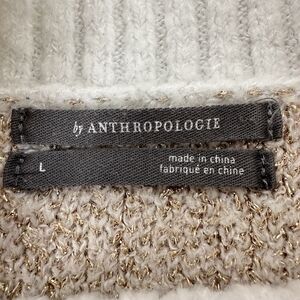 by ANTHROPOLOGIE
L
made in china
fabriqué en chine